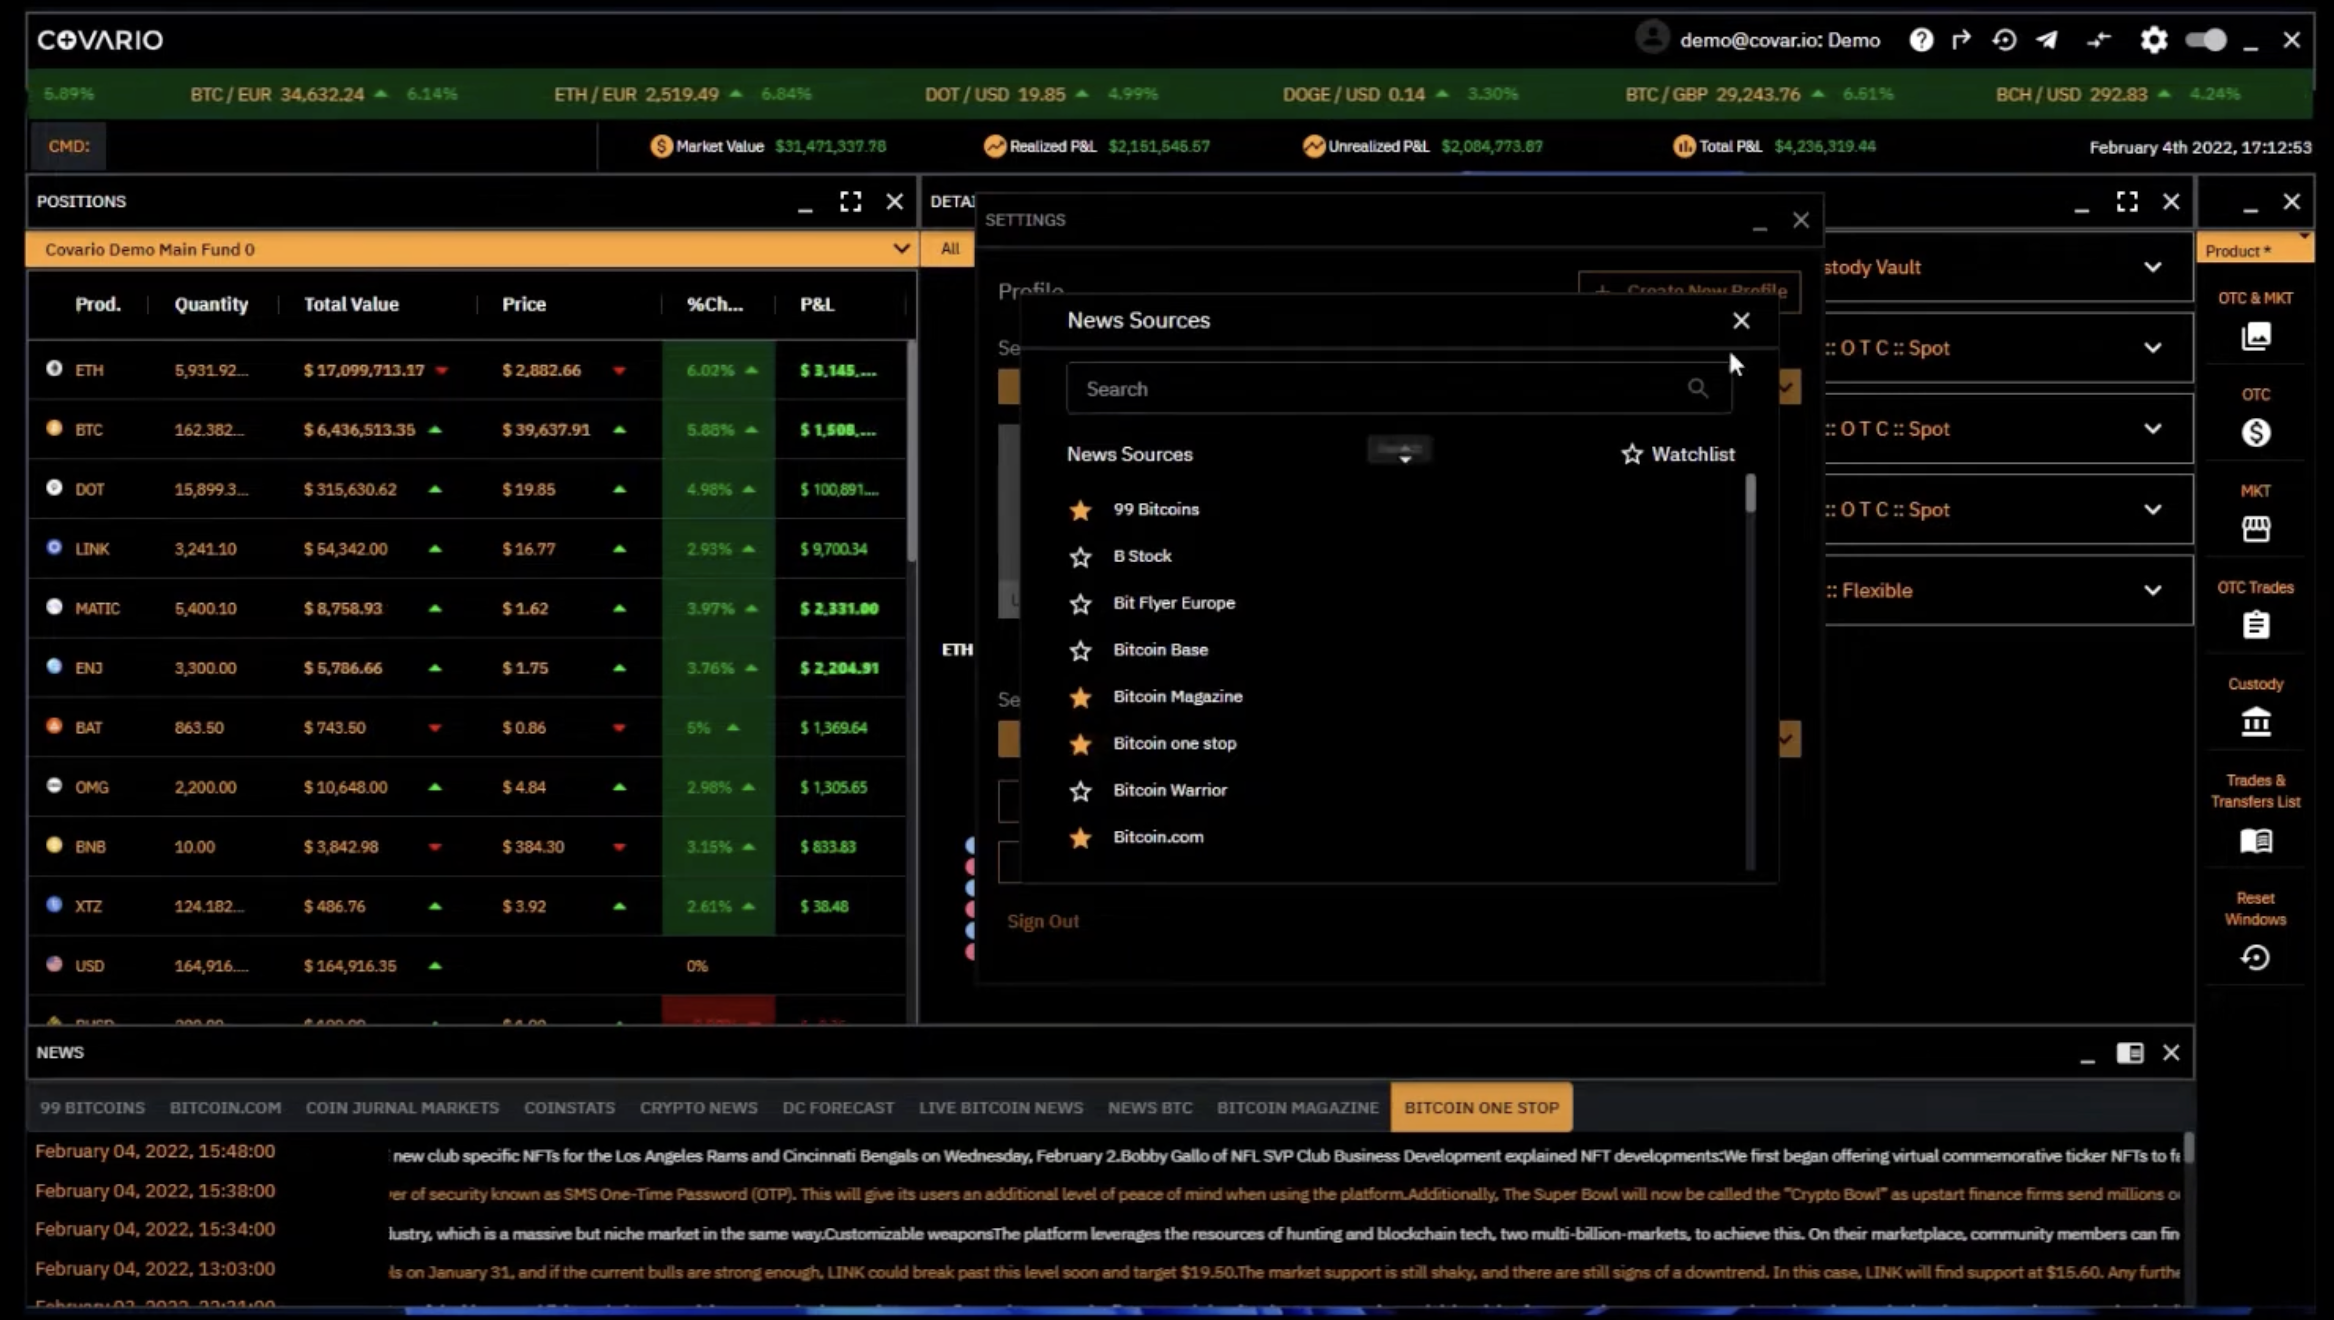 COVARIO
demo@covar.io: Demo
5.89%
BTC / EUR 34,632.24 6.14%
ETH / EUR 2,519.49 6.84%
DOT / USD 19.85 4.99%
DOGE / USD 0.14 3.30%
BTC / GBP 29,243.76 6.51%
BCH / USD 292.83 4.24%
CMD:
Market Value $31,471,337.78
Realized P&L $2,151,545.57
Unrealized P&L $2,084,773.87
Total P&L $4,236,319.44
February 4th 2022, 17:12:53
POSITIONS
Covario Demo Main Fund 0
Prod. Quantity Total Value Price %Ch... P&L
ETH 5,931.92... $ 17,099,713.17 $ 2,882.66 6.02% $ 3,145,...
BTC 162.382... $ 6,436,513.35 $ 39,637.91 5.88% $ 1,508,...
DOT 15,899.3... $ 315,630.62 $ 19.85 4.98% $ 100,891....
LINK 3,241.10 $ 54,342.00 $ 16.77 2.93% $ 9,700.34
MATIC 5,400.10 $ 8,758.93 $ 1.62 3.97% $ 2,331.00
ENJ 3,300.00 $ 5,786.66 $ 1.75 3.76% $ 2,204.91
BAT 863.50 $ 743.50 $ 0.86 5% $ 1,369.64
OMG 2,200.00 $ 10,648.00 $ 4.84 2.98% $ 1,305.65
BNB 10.00 $ 3,842.98 $ 384.30 3.15% $ 833.83
XTZ 124.182... $ 486.76 $ 3.92 2.61% $ 38.48
USD 164,916.... $ 164,916.35 0%
DETA
All
ETH
SETTINGS
Profile
Create New Profile
Se
Se
Sign Out
News Sources
Search
News Sources
Watchlist
99 Bitcoins
B Stock
Bit Flyer Europe
Bitcoin Base
Bitcoin Magazine
Bitcoin one stop
Bitcoin Warrior
Bitcoin.com
stody Vault
:: O T C :: Spot
:: O T C :: Spot
:: O T C :: Spot
:: Flexible
Product *
OTC & MKT
OTC
MKT
OTC Trades
Custody
Trades &
Transfers List
Reset
Windows
NEWS
99 BITCOINS BITCOIN.COM COIN JURNAL MARKETS COINSTATS CRYPTO NEWS DC FORECAST LIVE BITCOIN NEWS NEWS BTC BITCOIN MAGAZINE BITCOIN ONE STOP
February 04, 2022, 15:48:00 new club specific NFTs for the Los Angeles Rams and Cincinnati Bengals on Wednesday, February 2.Bobby Gallo of NFL SVP Club Business Development explained NFT developments:We first began offering virtual commemorative ticker NFTs to fa
February 04, 2022, 15:38:00 er of security known as SMS One-Time Password (OTP). This will give its users an additional level of peace of mind when using the platform.Additionally, The Super Bowl will now be called the "Crypto Bowl" as upstart finance firms send millions o
February 04, 2022, 15:34:00 lustry, which is a massive but niche market in the same way.Customizable weaponsThe platform leverages the resources of hunting and blockchain tech, two multi-billion-markets, to achieve this. On their marketplace, community members can fin
February 04, 2022, 13:03:00 ls on January 31, and if the current bulls are strong enough, LINK could break past this level soon and target $19.50.The market support is still shaky, and there are still signs of a downtrend. In this case, LINK will find support at $15.60. Any furthe